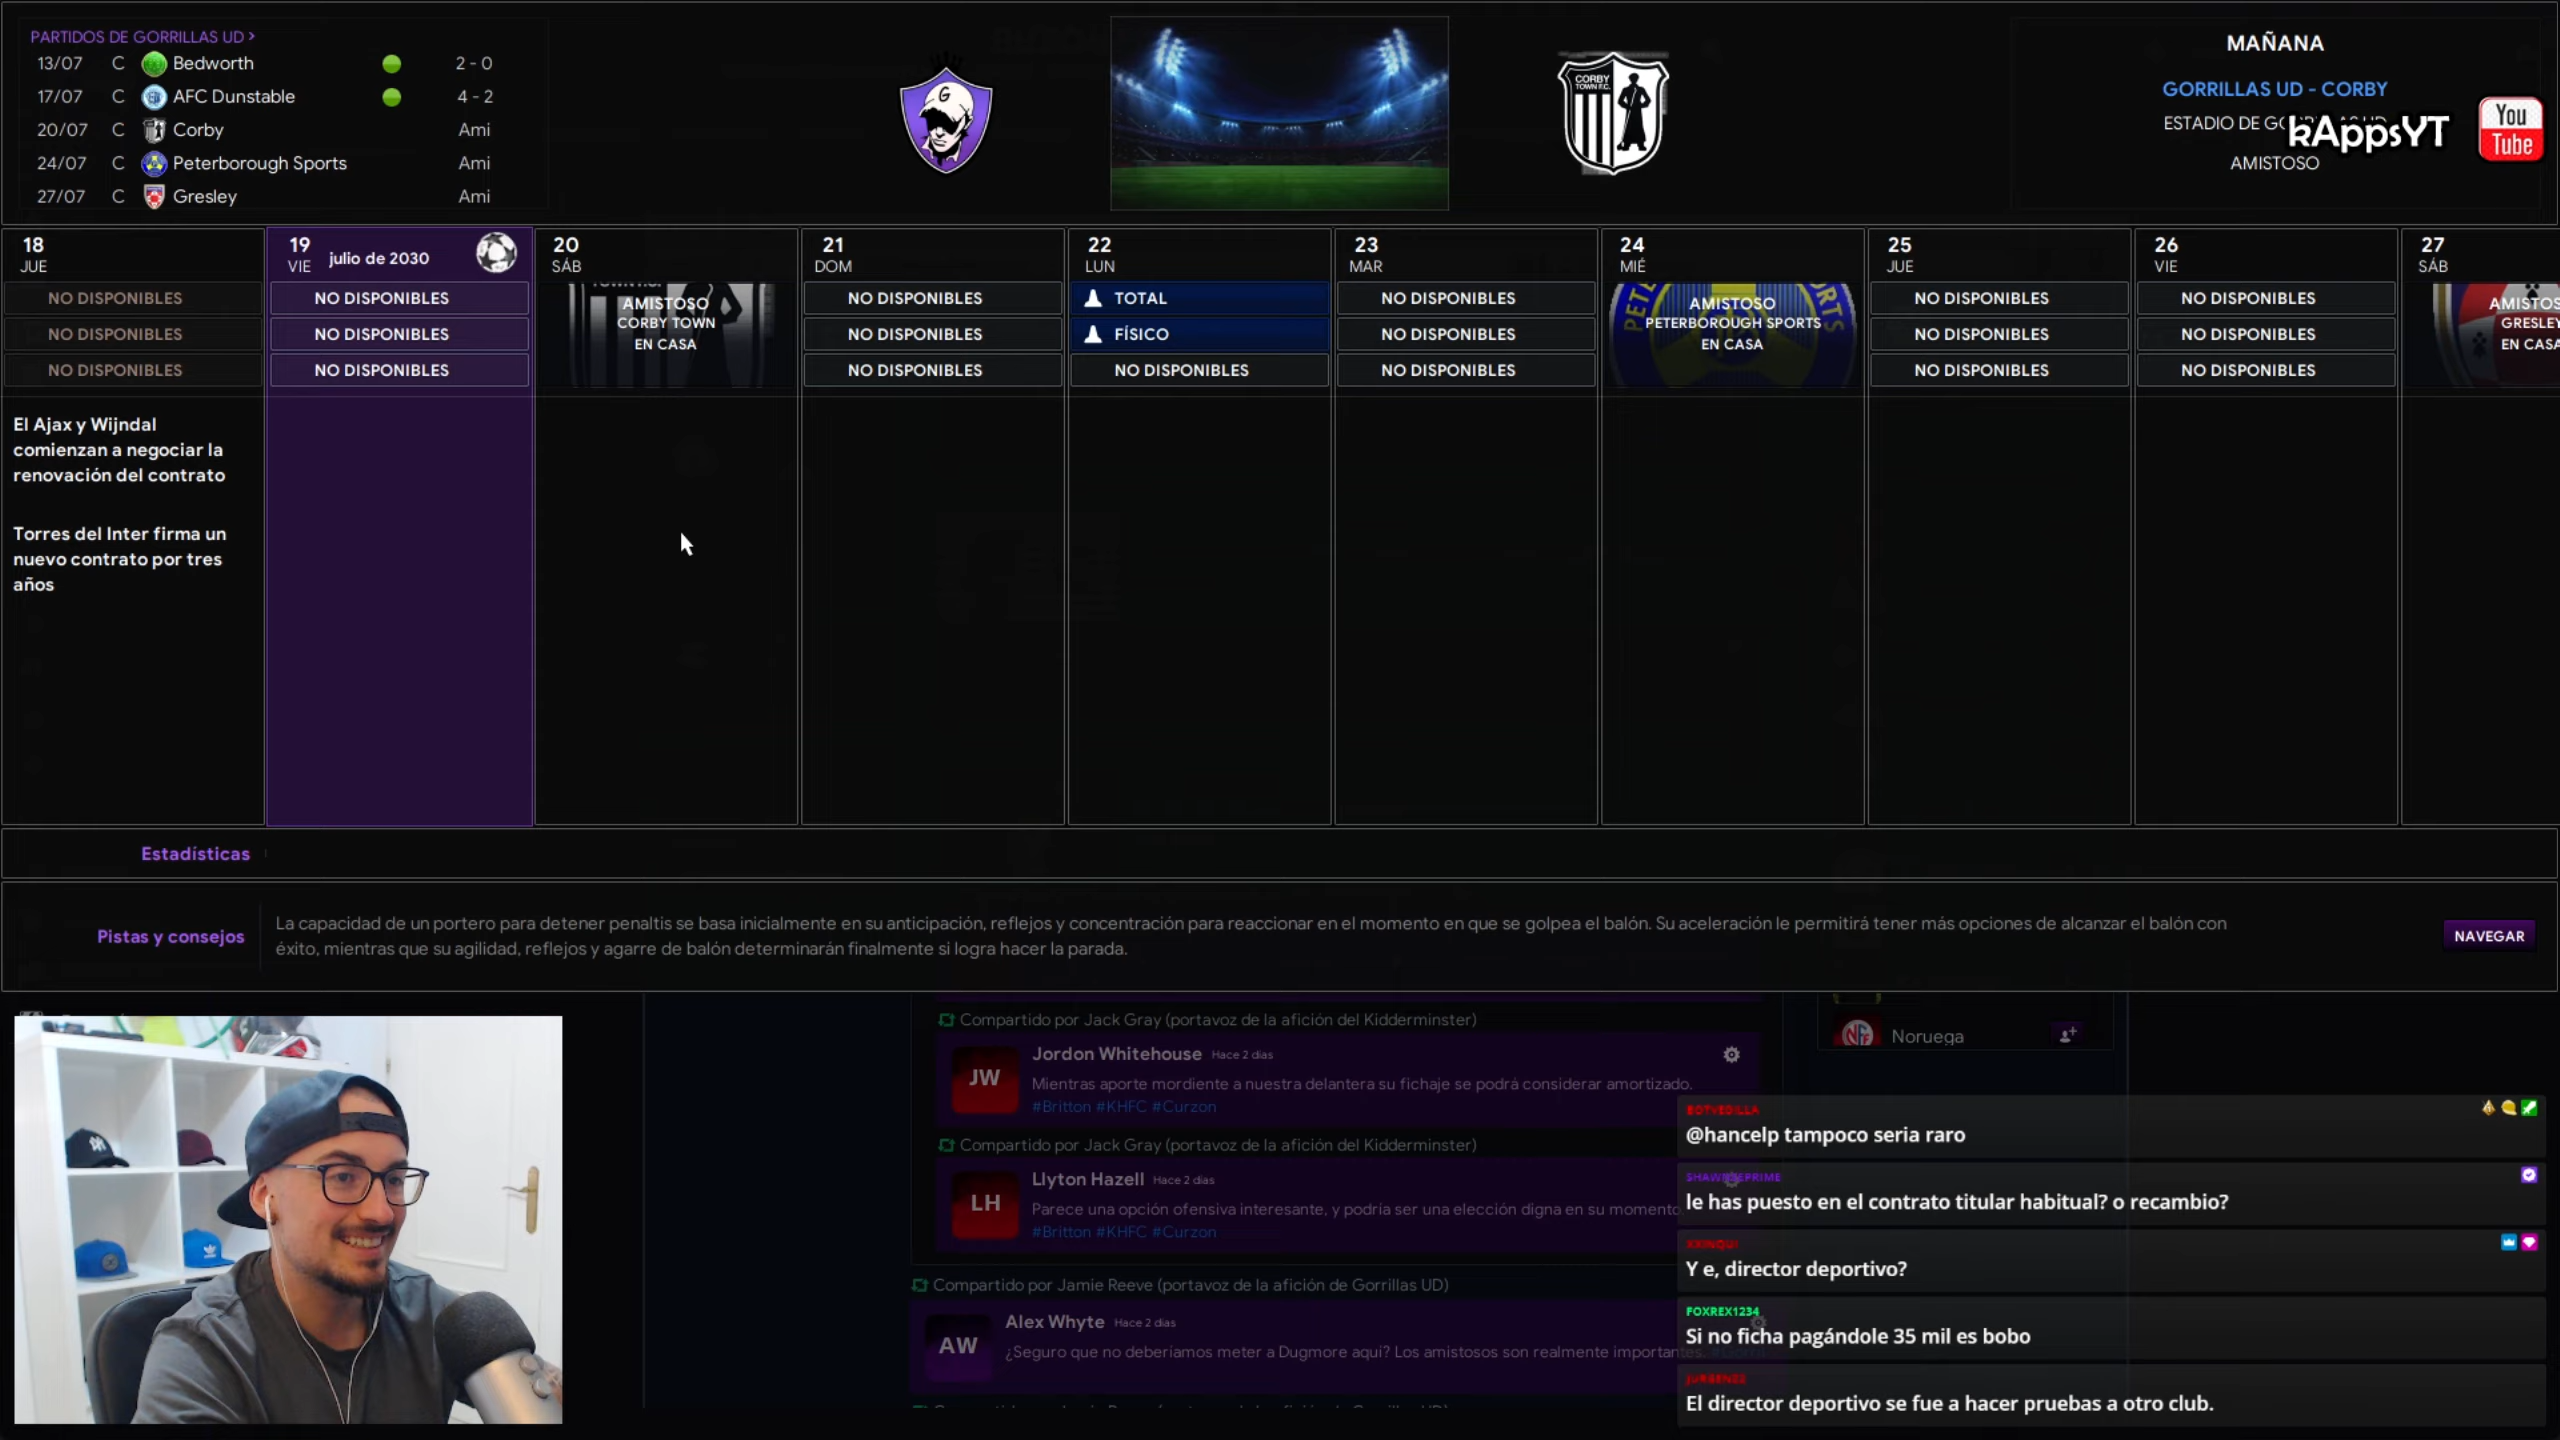 PARTIDOS DE GORRILLAS UD >
13/07 C Bedworth 2 - 0
17/07 C AFC Dunstable 4 - 2
20/07 C Corby Ami
24/07 C Peterborough Sports Ami
27/07 C Gresley Ami
G
CORBY
TOWN F.C.
MAÑANA
GORRILLAS UD - CORBY
ESTADIO DE
AMISTOSO
kAppsYT
You
Tube
18
JUE
NO DISPONIBLES
NO DISPONIBLES
NO DISPONIBLES
El Ajax y Wijndal
comienzan a negociar la
renovación del contrato
Torres del Inter firma un
nuevo contrato por tres
años
19
VIE julio de 2030
NO DISPONIBLES
NO DISPONIBLES
NO DISPONIBLES
20
SÁB
AMISTOSO
CORBY TOWN
EN CASA
21
DOM
NO DISPONIBLES
NO DISPONIBLES
NO DISPONIBLES
22
LUN
TOTAL
FÍSICO
NO DISPONIBLES
23
MAR
NO DISPONIBLES
NO DISPONIBLES
NO DISPONIBLES
24
MIÉ
AMISTOSO
PETERBOROUGH SPORTS
EN CASA
25
JUE
NO DISPONIBLES
NO DISPONIBLES
NO DISPONIBLES
26
VIE
NO DISPONIBLES
NO DISPONIBLES
NO DISPONIBLES
27
SÁB
AMISTOS
GRESLEY
EN CASA
Estadísticas
Pistas y consejos
La capacidad de un portero para detener penaltis se basa inicialmente en su anticipación, reflejos y concentración para reaccionar en el momento en que se golpea el balón. Su aceleración le permitirá tener más opciones de alcanzar el balón con
éxito, mientras que su agilidad, reflejos y agarre de balón determinarán finalmente si logra hacer la parada.
NAVEGAR
Compartido por Jack Gray (portavoz de la afición del Kidderminster)
JW
Jordon Whitehouse Hace 2 dias
Mientras aporte mordiente a nuestra delantera su fichaje se podrá considerar amortizado.
#Britton #KHFC #Curzon
Compartido por Jack Gray (portavoz de la afición del Kidderminster)
LH
Llyton Hazell Hace 2 dias
Parece una opción ofensiva interesante, y podría ser una elección digna en su momento
#Britton #KHFC #Curzon
Compartido por Jamie Reeve (portavoz de la afición de Gorrillas UD)
AW
Alex Whyte Hace 2 dias
¿Seguro que no deberíamos meter a Dugmore aquí? Los amistosos son realmente importantes.
Noruega
BOTVEDILLA
@hancelp tampoco seria raro
le has puesto en el contrato titular habitual? o recambio?
XXINQUI
Y e, director deportivo?
FOXREX1234
Si no ficha pagándole 35 mil es bobo
JURGEN22
El director deportivo se fue a hacer pruebas a otro club.